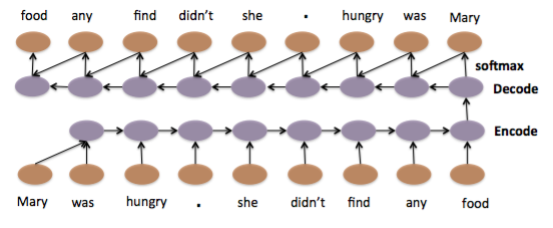 food any find didn't she . hungry was Mary
softmax
Decode
Encode
Mary was hungry . she didn't find any food